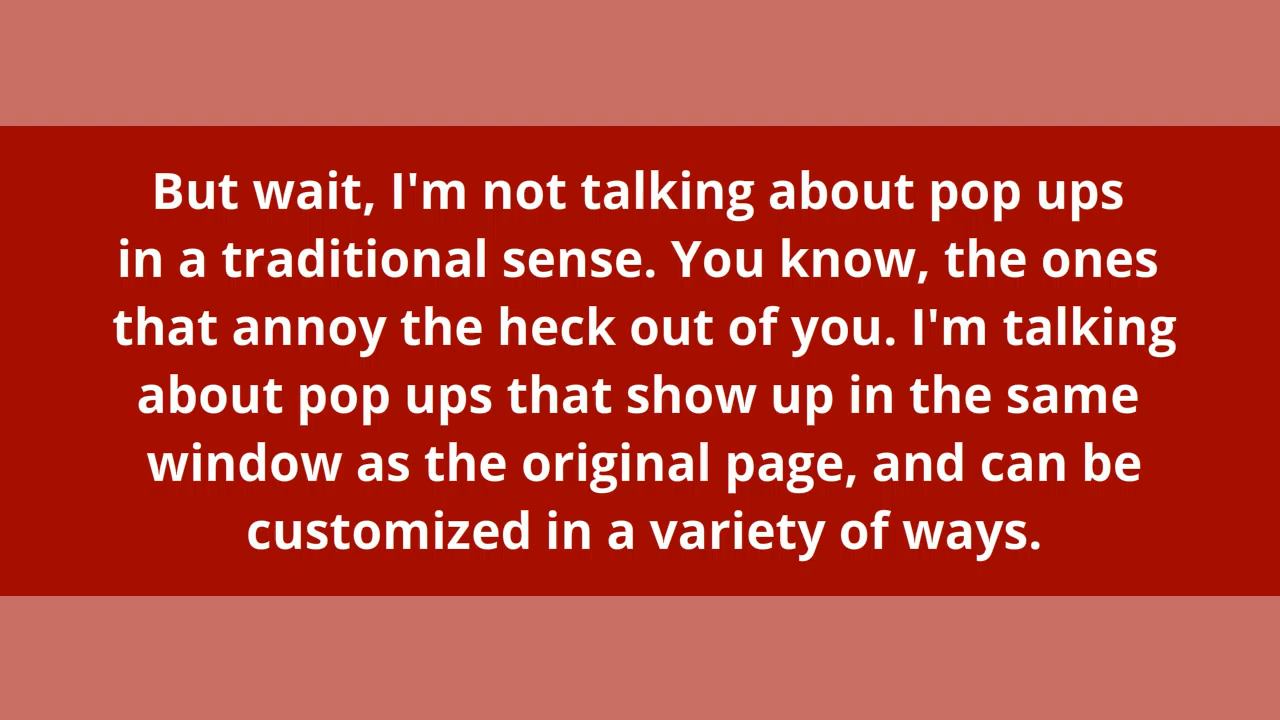 But wait, I'm not talking about pop ups
in a traditional sense. You know, the ones
that annoy the heck out of you. I'm talking
about pop ups that show up in the same
window as the original page, and can be
customized in a variety of ways.